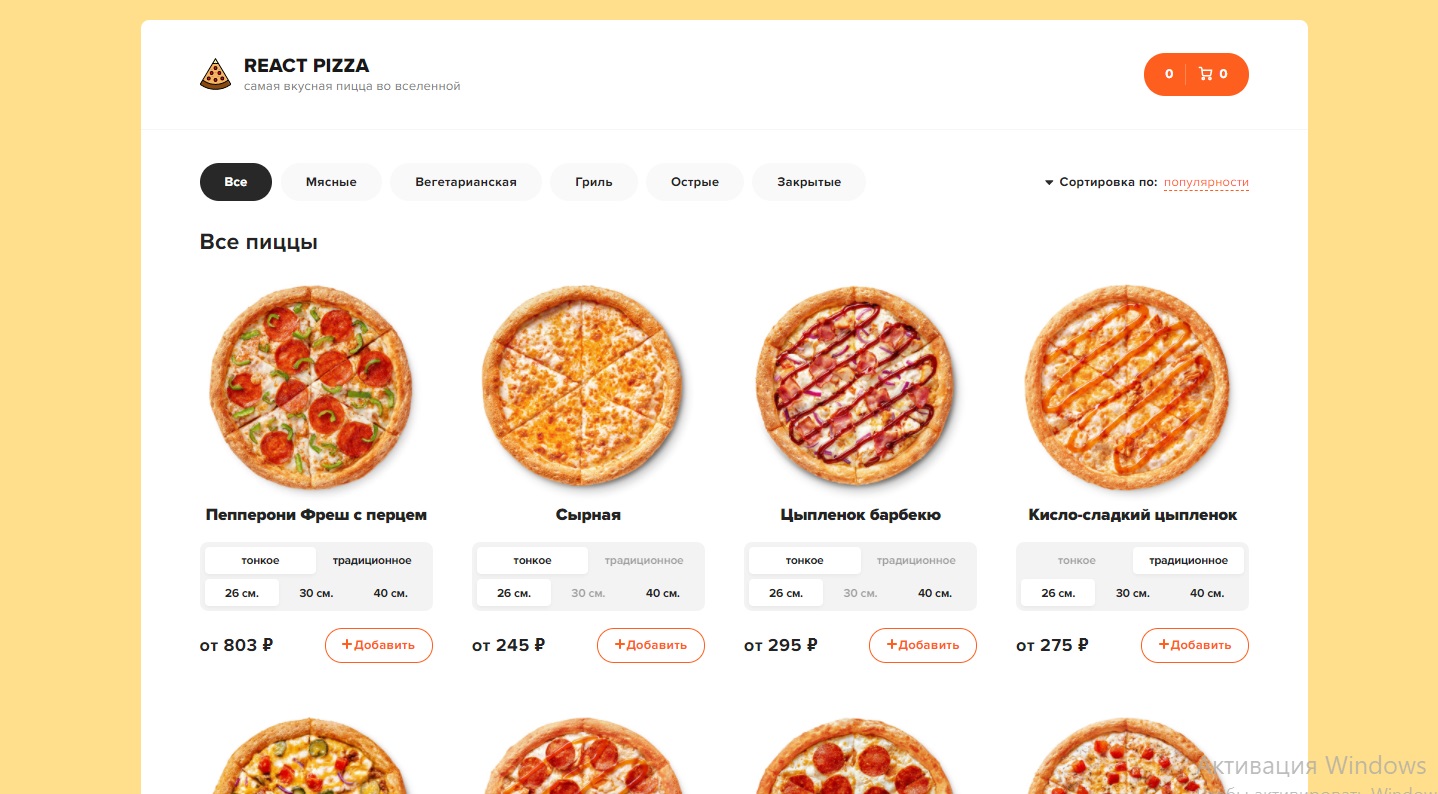 REACT PIZZA
самая вкусная пицца во вселенной
0 0
Все Мясные Вегетарианская Гриль Острые Закрытые
Сортировка по: популярности
Все пиццы
Пепперони Фреш с перцем
тонкое традиционное
26 см. 30 см. 40 см.
от 803 ₽ +Добавить
Сырная
тонкое традиционное
26 см. 30 см. 40 см.
от 245 ₽ +Добавить
Цыпленок барбекю
тонкое традиционное
26 см. 30 см. 40 см.
от 295 ₽ +Добавить
Кисло-сладкий цыпленок
тонкое традиционное
26 см. 30 см. 40 см.
от 275 ₽ +Добавить
Активация Windows